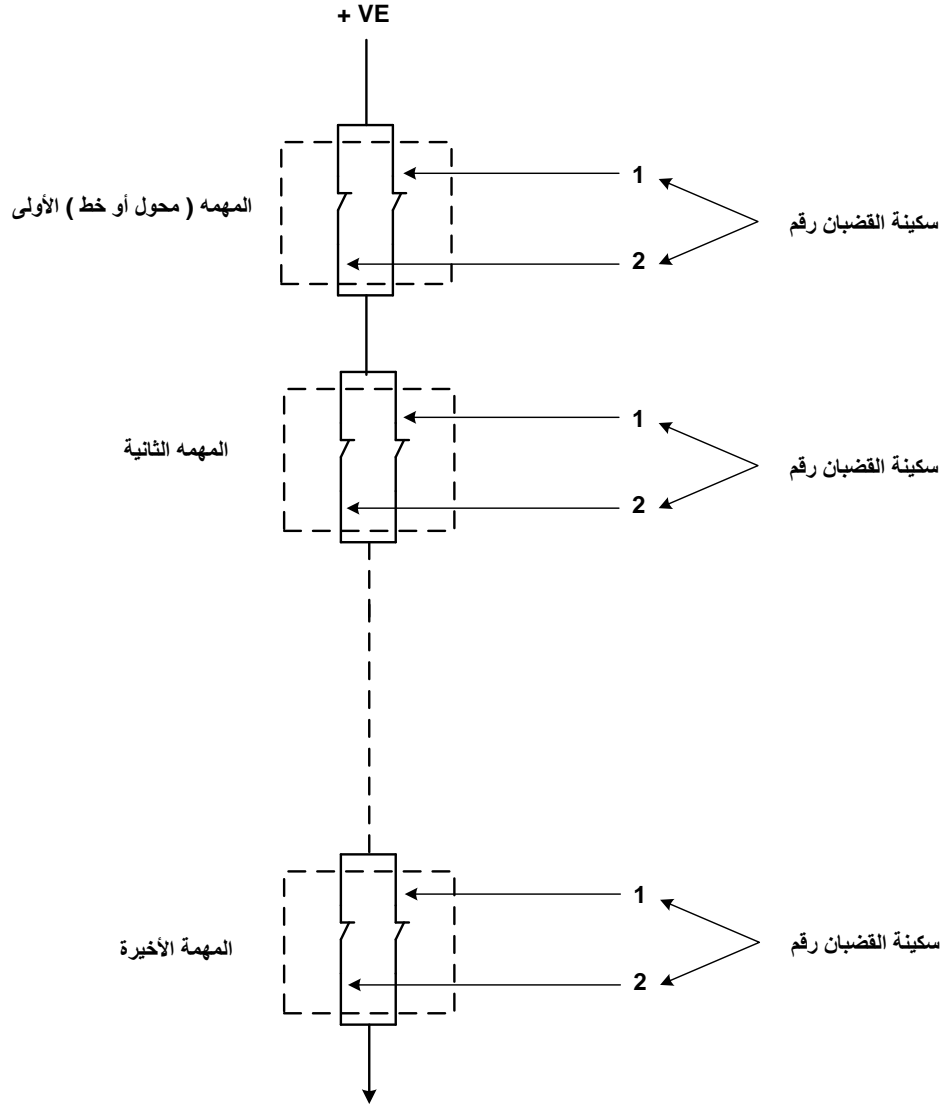 + VE
1
المهمه ( محول أو خط ) الأولى
سكينة القضبان رقم
2
1
المهمه الثانية
سكينة القضبان رقم
2
1
المهمة الأخيرة
سكينة القضبان رقم
2